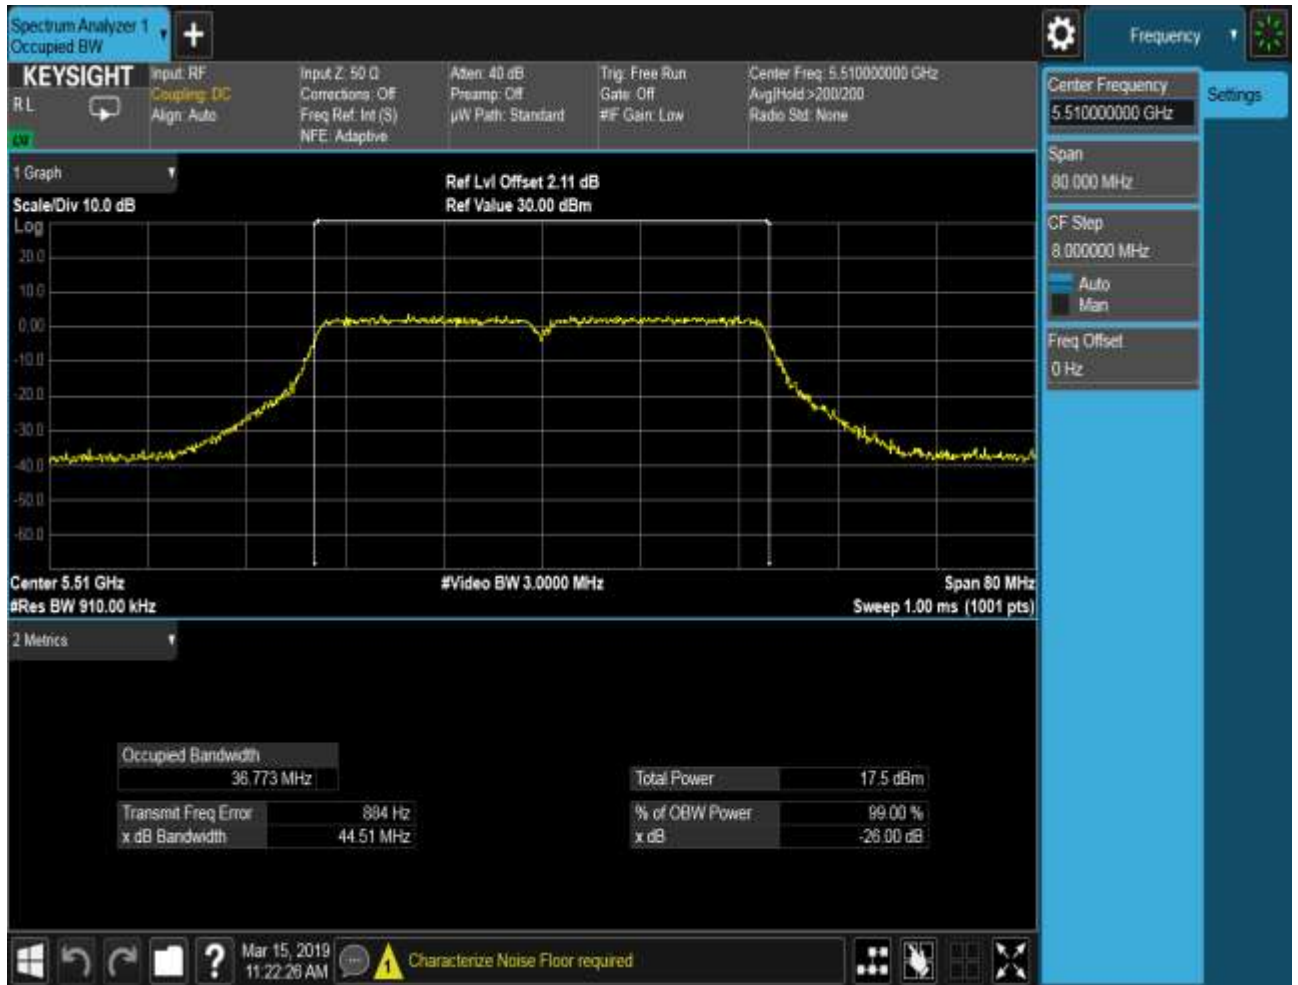 Spectrum Analyzer 1
Occupied BW
+
Frequency
KEYSIGHT
R L
Input: RF
Coupling: DC
Align: Auto
Input Z: 50 Ω
Corrections: Off
Freq Ref: Int (S)
NFE: Adaptive
Atten: 40 dB
Preamp: Off
µW Path: Standard
Trig: Free Run
Gate: Off
#IF Gain: Low
Center Freq: 5.510000000 GHz
Avg|Hold:>200/200
Radio Std: None
Center Frequency
5.510000000 GHz
Settings
Span
80.000 MHz
CF Step
8.000000 MHz
Auto
Man
Freq Offset
0 Hz
1 Graph
Scale/Div 10.0 dB
Ref Lvl Offset 2.11 dB
Ref Value 30.00 dBm
Log
20.0
10.0
0.00
-10.0
-20.0
-30.0
-40.0
-50.0
-60.0
Center 5.51 GHz
#Video BW 3.0000 MHz
Span 80 MHz
#Res BW 910.00 kHz
Sweep 1.00 ms (1001 pts)
2 Metrics
Occupied Bandwidth
36.773 MHz
Total Power 17.5 dBm
Transmit Freq Error 884 Hz
% of OBW Power 99.00 %
x dB Bandwidth 44.51 MHz
x dB -26.00 dB
?
Mar 15, 2019
11:22:26 AM
1
Characterize Noise Floor required